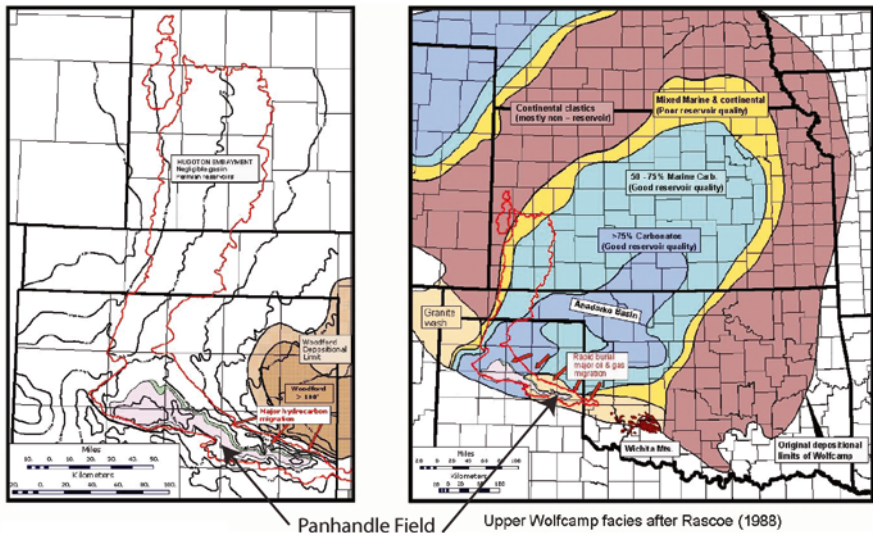 HUGOTON EMBAYMENT
Negligible gas in
Permian reservoirs
Woodford
Depositional
Limit
Woodford
Major hydrocarbon
migration
Miles
Kilometers
Continental clastics
(mostly non - reservoir)
Mixed Marine & continental
(Poor reservoir quality)
50 -75% Marine Carb.
(Good reservoir quality)
>75% Carbonates
(Good reservoir quality)
Anadarko Basin
Granite
wash
Rapid burial
major oil & gas
migration
Wichita Mts.
Original depositional
limits of Wolfcamp
Miles
Kilometers
Panhandle Field
Upper Wolfcamp facies after Rascoe (1988)